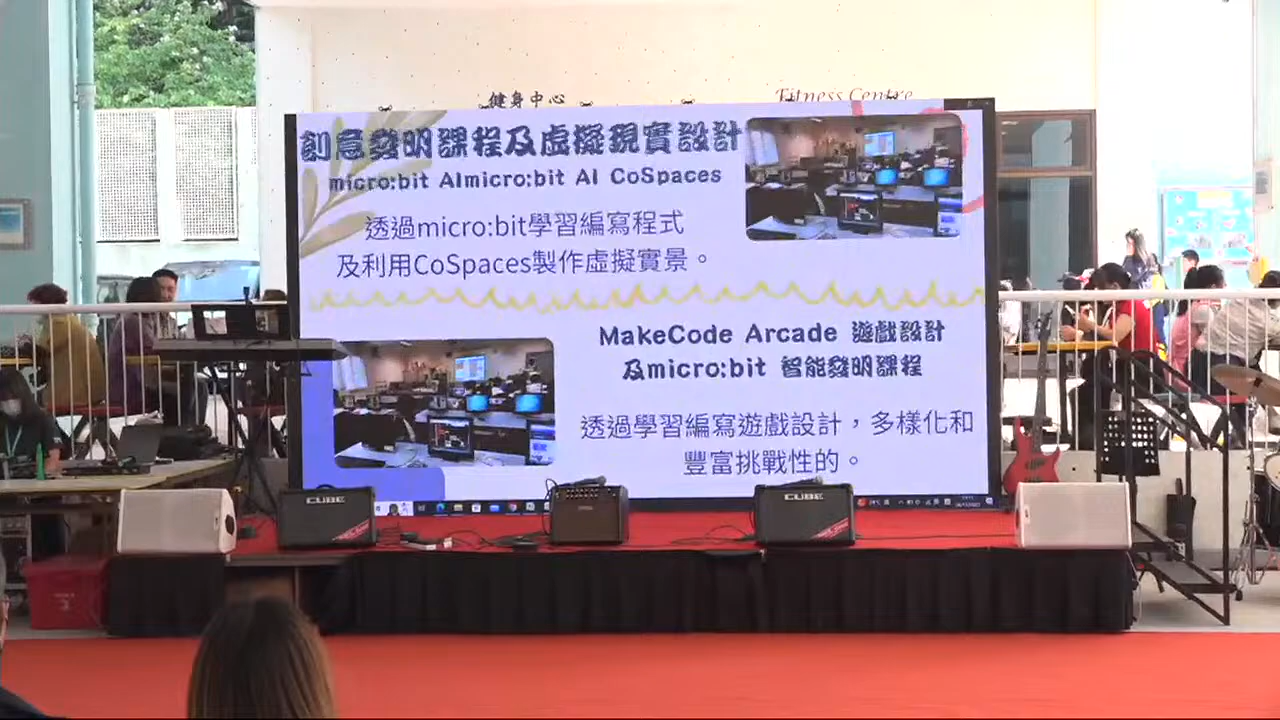 健身中心
Fitness Centre
創意發明課程及虛擬現實設計
micro:bit AImicro:bit AI CoSpaces
透過micro:bit學習編寫程式
及利用CoSpaces製作虛擬實景。
MakeCode Arcade 遊戲設計
及micro:bit 智能發明課程
透過學習編寫遊戲設計，多樣化和
豐富挑戰性的。
CUBE
CUBE